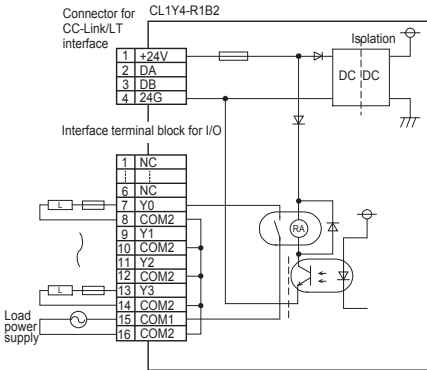 Connector for
CC-Link/LT
interface
CL1Y4-R1B2
Isolation
1 +24V
2 DA
3 DB
4 24G
DC DC
Interface terminal block for I/O
1 NC
6 NC
7 Y0
8 COM2
9 Y1
10 COM2
11 Y2
12 COM2
13 Y3
14 COM2
15 COM1
16 COM2
L
L
RA
Load
power
supply